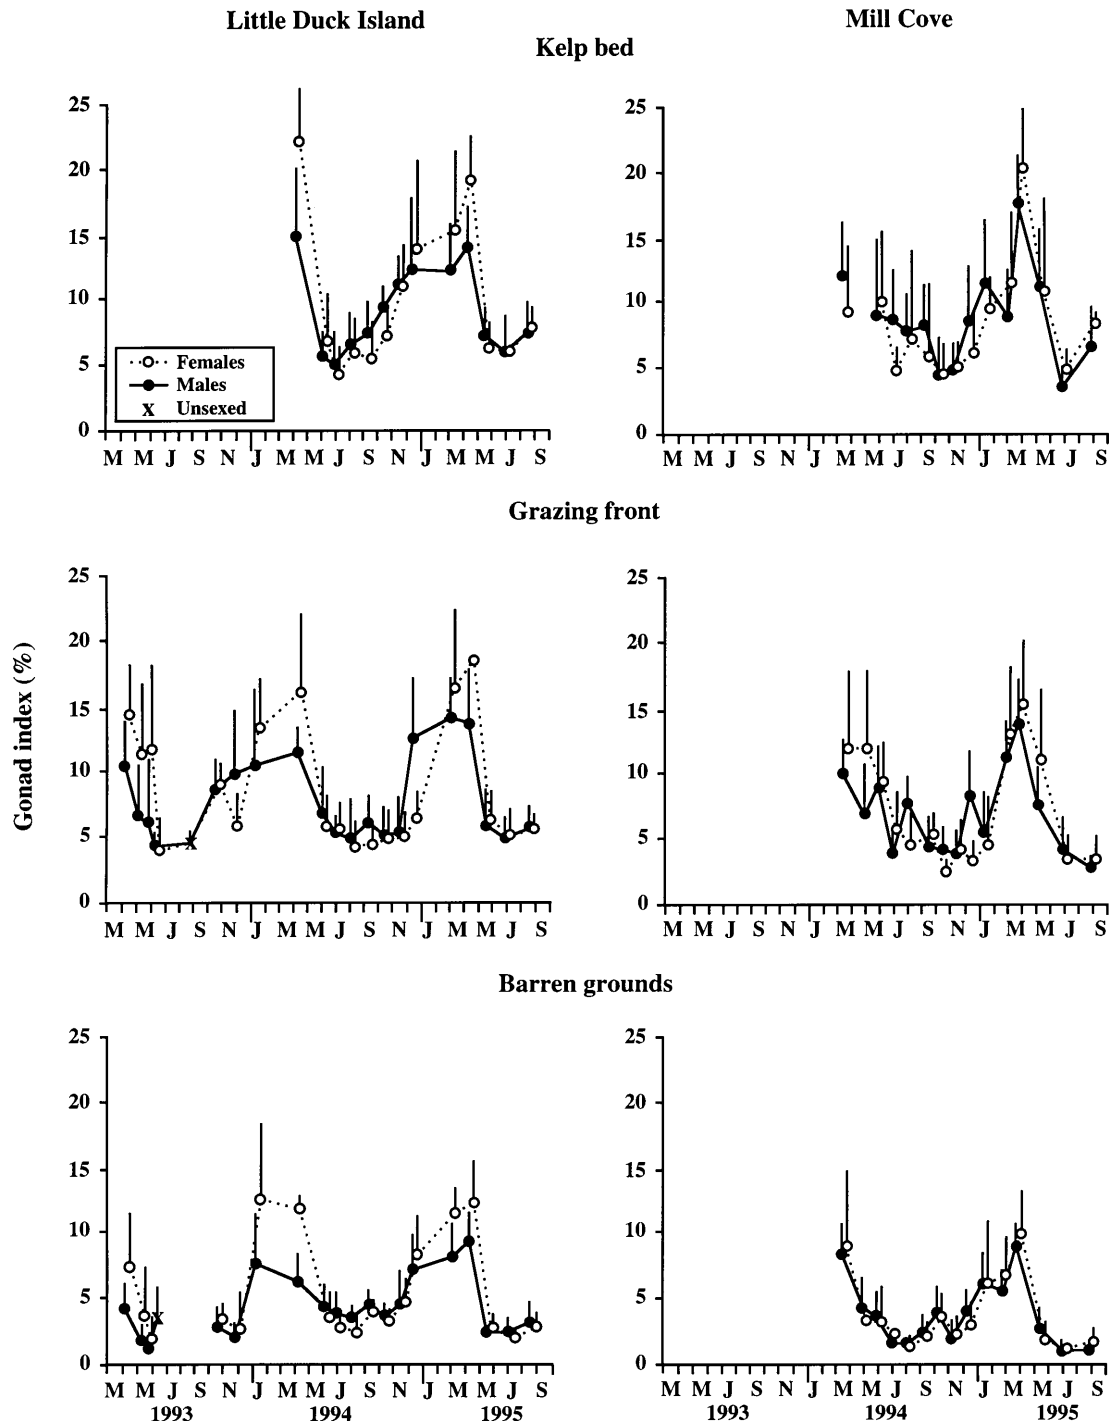 Little Duck Island Mill Cove
Kelp bed
25 25
20 20
15 15
10 10
5 5
0 0
Females
Males
x Unsexed
M M J S N J M M J S N J M M J S M M J S N J M M J S N J M M J S
Grazing front
Gonad index (%)
25 25
20 20
15 15
10 10
5 5
0 0
M M J S N J M M J S N J M M J S M M J S N J M M J S N J M M J S
Barren grounds
25 25
20 20
15 15
10 10
5 5
0 0
M M J S N J M M J S N J M M J S M M J S N J M M J S N J M M J S
1993 1994 1995 1993 1994 1995